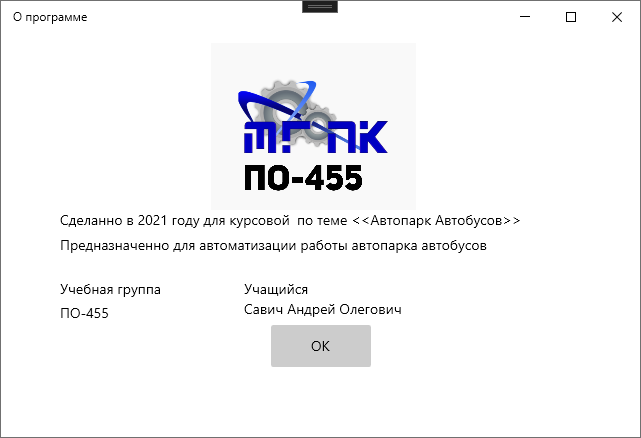 О программе
МГПК
ПО-455
Сделанно в 2021 году для курсовой  по теме <<Автопарк Автобусов>>
Предназначенно для автоматизации работы автопарка автобусов
Учебная группа
Учащийся
ПО-455
Савич Андрей Олегович
OK